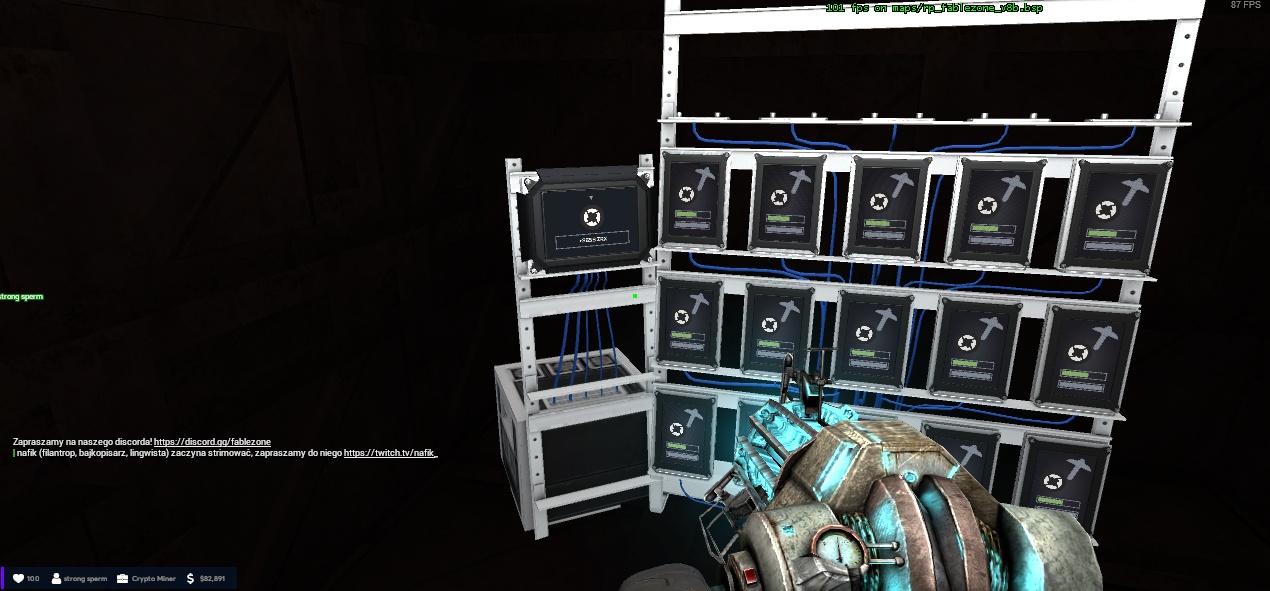 101 fps on maps/rp_fablezone_v8b.bsp
87 FPS
strong sperm
Zapraszamy na naszego discorda! https://discord.gg/fablezone
| nafik (filantrop, bajkopisarz, lingwista) zaczyna strimować, zapraszamy do niego https://twitch.tv/nafik_
100 strong sperm Crypto Miner $ $82,891